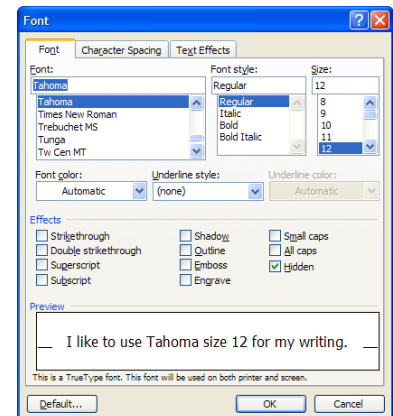 Font
Font Character Spacing Text Effects
Font: Font style: Size:
Tahoma Regular 12
Tahoma Regular 8
Times New Roman Italic 9
Trebuchet MS Bold 10
Tunga Bold Italic 11
Tw Cen MT 12
Font color: Underline style: Underline color:
Automatic (none) Automatic
Effects
Strikethrough Shadow Small caps
Double strikethrough Outline All caps
Superscript Emboss Hidden
Subscript Engrave
Preview
I like to use Tahoma size 12 for my writing.
This is a TrueType font. This font will be used on both printer and screen.
Default... OK Cancel